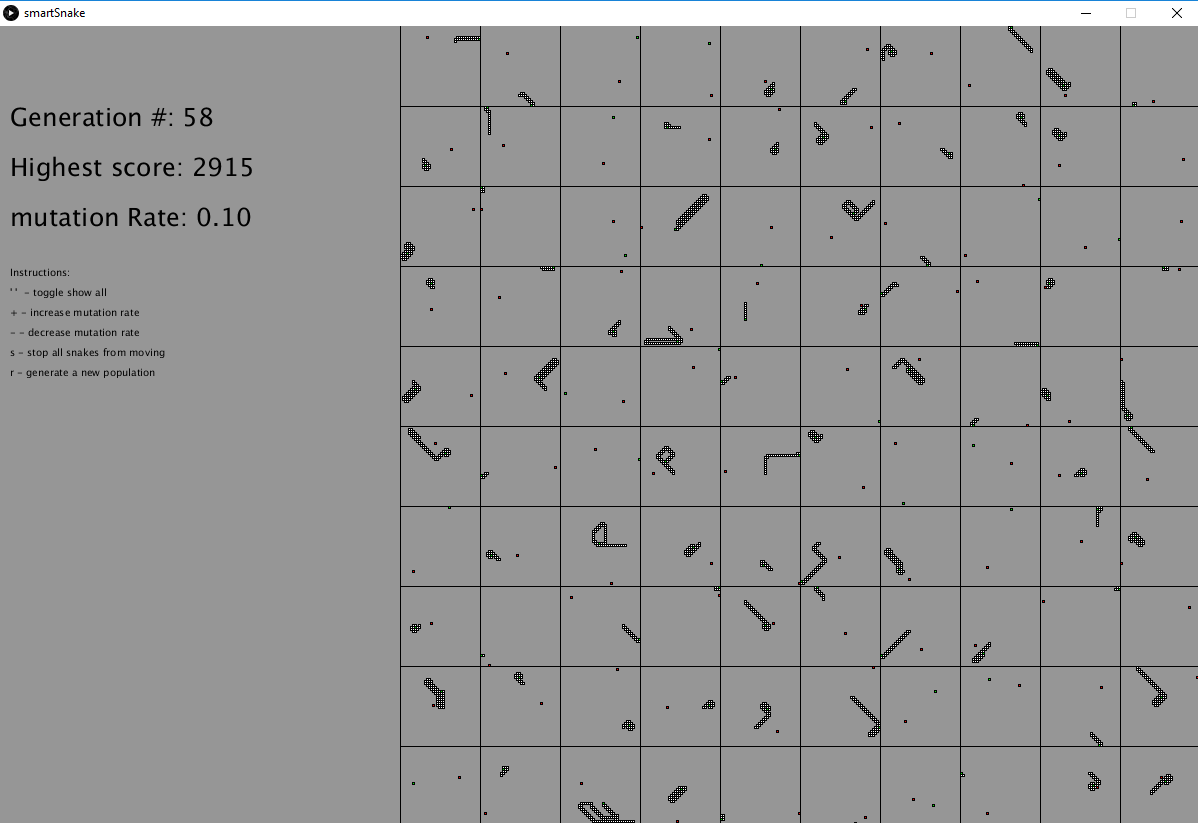 smartSnake
Generation #: 58
Highest score: 2915
mutation Rate: 0.10
Instructions:
' ' - toggle show all
+ - increase mutation rate
- - decrease mutation rate
s - stop all snakes from moving
r - generate a new population